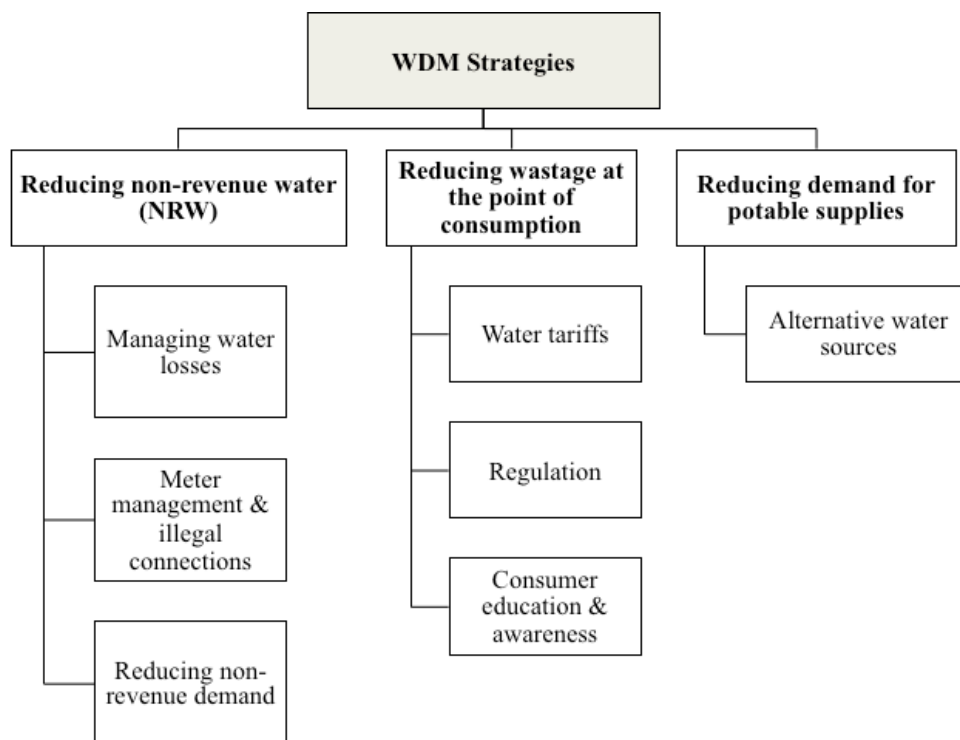 WDM Strategies
Reducing non-revenue water
(NRW)
Managing water
losses
Meter
management &
illegal
connections
Reducing non-
revenue demand
Reducing wastage at
the point of
consumption
Water tariffs
Regulation
Consumer
education &
awareness
Reducing demand for
potable supplies
Alternative water
sources